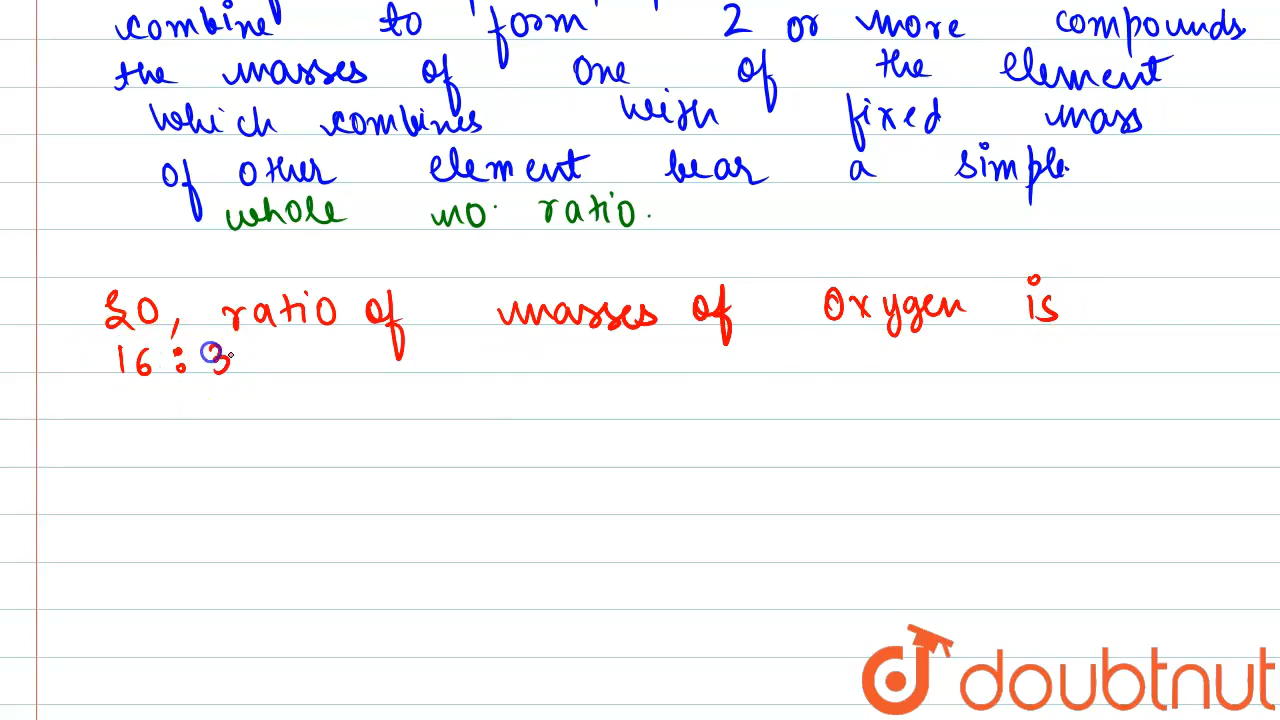 combine to form 2 or more compounds
the masses of one of the element
which combines with fixed mass
of other element bear a simple
whole no. ratio.
So, ratio of masses of oxygen is
16 : 3
doubtnut